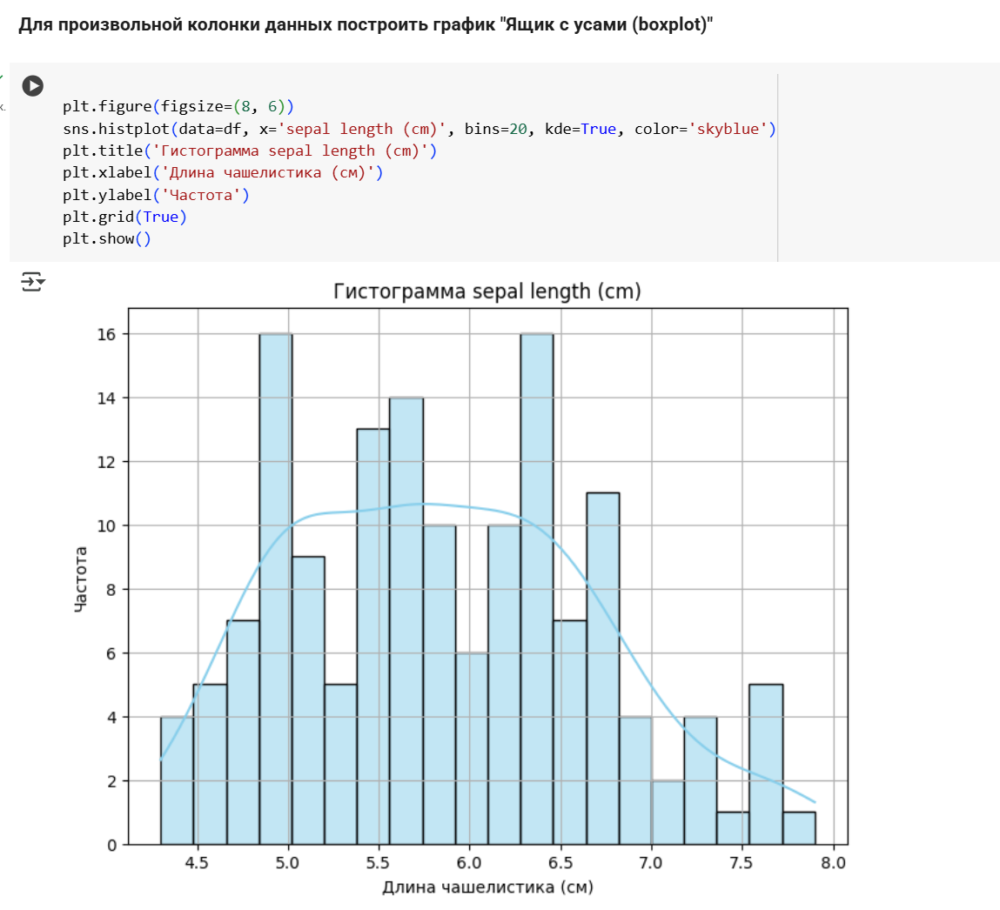 Для произвольной колонки данных построить график "Ящик с усами (boxplot)"
к.
plt.figure(figsize=(8, 6))
sns.histplot(data=df, x='sepal length (cm)', bins=20, kde=True, color='skyblue')
plt.title('Гистограмма sepal length (cm)')
plt.xlabel('Длина чашелистика (см)')
plt.ylabel('Частота')
plt.grid(True)
plt.show()
Гистограмма sepal length (cm)
16
14
12
10
8
6
4
2
0
Частота
4.5 5.0 5.5 6.0 6.5 7.0 7.5 8.0
Длина чашелистика (см)